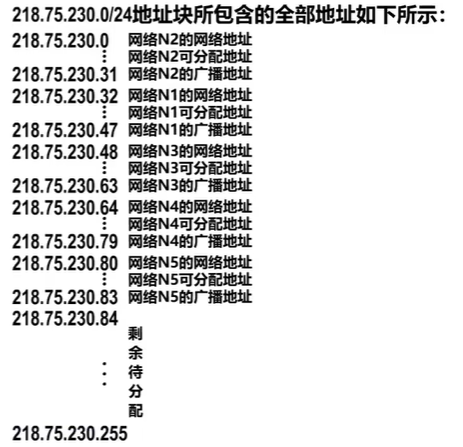 218.75.230.0/24地址块所包含的全部地址如下所示：
218.75.230.0 网络N2的网络地址
⋮ 网络N2可分配地址
218.75.230.31 网络N2的广播地址
218.75.230.32 网络N1的网络地址
⋮ 网络N1可分配地址
218.75.230.47 网络N1的广播地址
218.75.230.48 网络N3的网络地址
⋮ 网络N3可分配地址
218.75.230.63 网络N3的广播地址
218.75.230.64 网络N4的网络地址
⋮ 网络N4可分配地址
218.75.230.79 网络N4的广播地址
218.75.230.80 网络N5的网络地址
⋮ 网络N5可分配地址
218.75.230.83 网络N5的广播地址
218.75.230.84
剩
余
⋮ 待
分
配
218.75.230.255